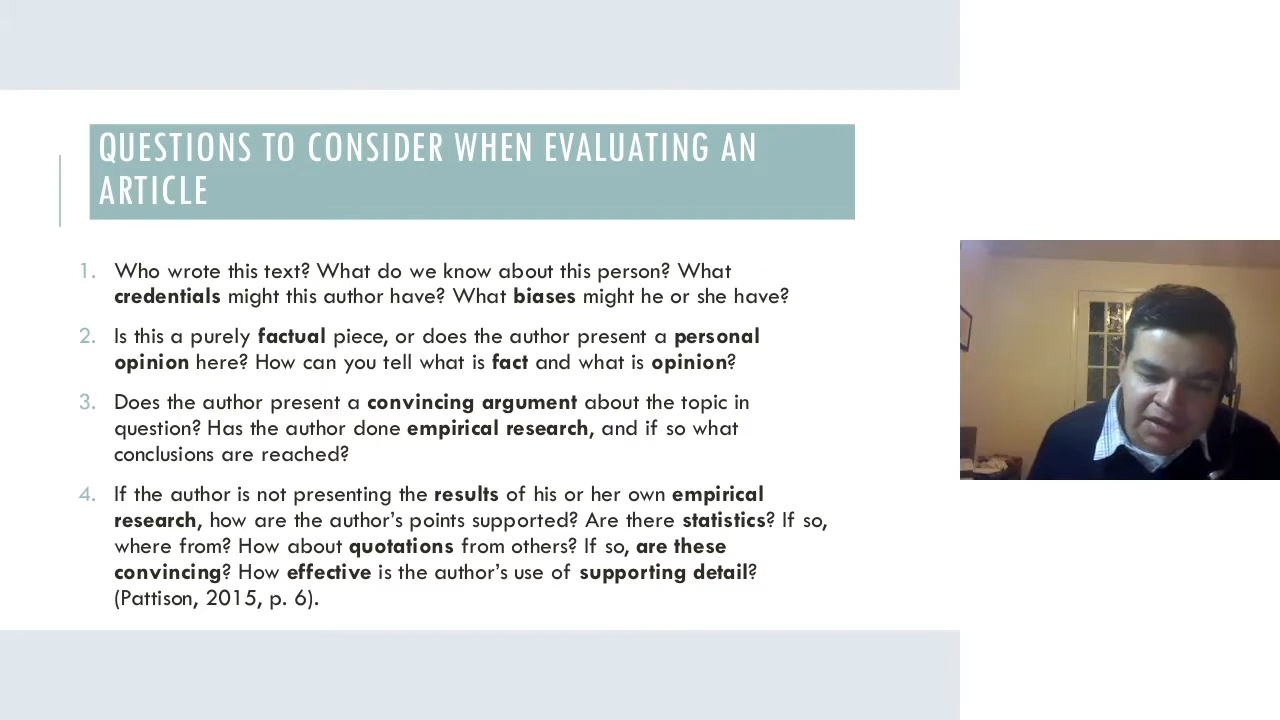 QUESTIONS TO CONSIDER WHEN EVALUATING AN
ARTICLE
1. Who wrote this text? What do we know about this person? What
credentials might this author have? What biases might he or she have?
2. Is this a purely factual piece, or does the author present a personal
opinion here? How can you tell what is fact and what is opinion?
3. Does the author present a convincing argument about the topic in
question? Has the author done empirical research, and if so what
conclusions are reached?
4. If the author is not presenting the results of his or her own empirical
research, how are the author’s points supported? Are there statistics? If so,
where from? How about quotations from others? If so, are these
convincing? How effective is the author’s use of supporting detail?
(Pattison, 2015, p. 6).